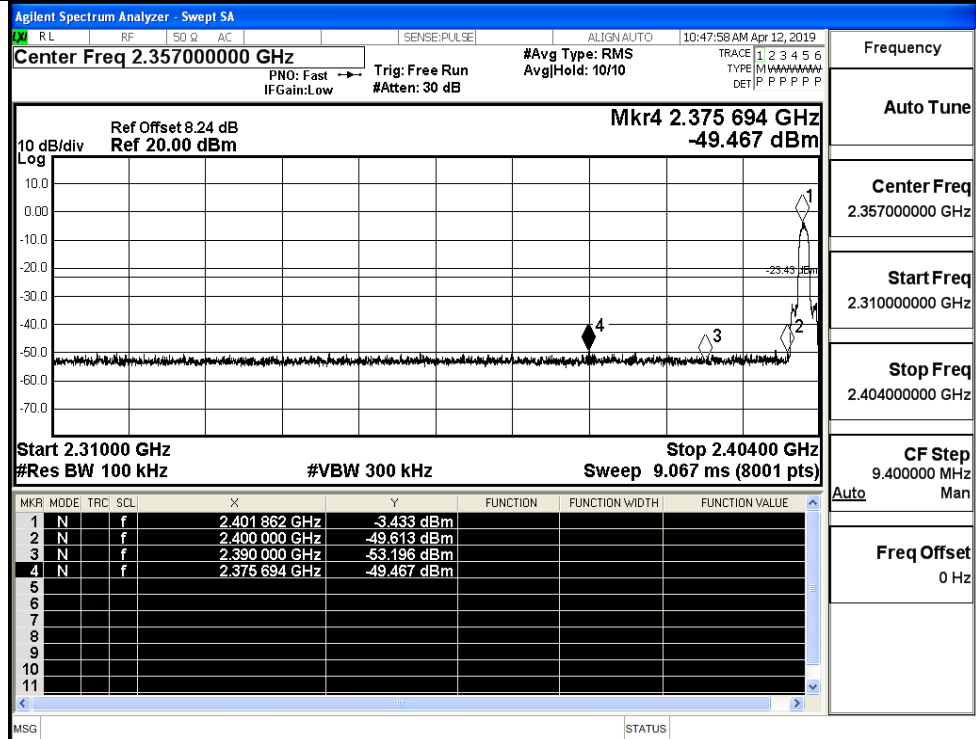 Agilent Spectrum Analyzer - Swept SA
LXI RL RF 50 Ω AC SENSE:PULSE ALIGN AUTO 10:47:58 AM Apr 12, 2019
Center Freq 2.357000000 GHz
PNO: Fast
IFGain:Low
Trig: Free Run
#Atten: 30 dB
#Avg Type: RMS
Avg|Hold: 10/10
TRACE 1 2 3 4 5 6
TYPE M WWWWW
DET P P P P P P
Ref Offset 8.24 dB
10 dB/div Ref 20.00 dBm
Log
Mkr4 2.375 694 GHz
-49.467 dBm
10.0
0.00
-10.0
-20.0
-30.0
-40.0
-50.0
-60.0
-70.0
1
-23.43 dBm
4
3
2
Start 2.31000 GHz Stop 2.40400 GHz
#Res BW 100 kHz #VBW 300 kHz Sweep 9.067 ms (8001 pts)
MKR MODE TRC SCL X Y FUNCTION FUNCTION WIDTH FUNCTION VALUE
1 N f 2.401 862 GHz -3.433 dBm
2 N f 2.400 000 GHz -49.613 dBm
3 N f 2.390 000 GHz -53.196 dBm
4 N f 2.375 694 GHz -49.467 dBm
5
6
7
8
9
10
11
MSG STATUS
Frequency
Auto Tune
Center Freq
2.357000000 GHz
Start Freq
2.310000000 GHz
Stop Freq
2.404000000 GHz
CF Step
9.400000 MHz
Auto Man
Freq Offset
0 Hz